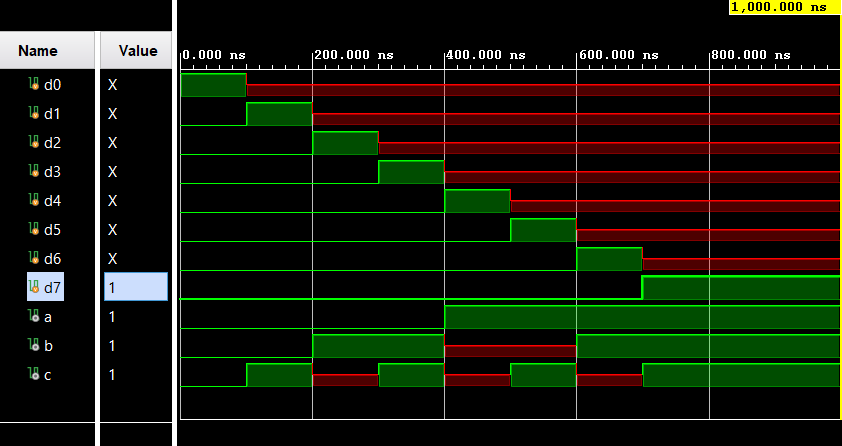 1,000.000 ns
Name Value
0.000 ns 200.000 ns 400.000 ns 600.000 ns 800.000 ns
d0 X
d1 X
d2 X
d3 X
d4 X
d5 X
d6 X
d7 1
a 1
b 1
c 1